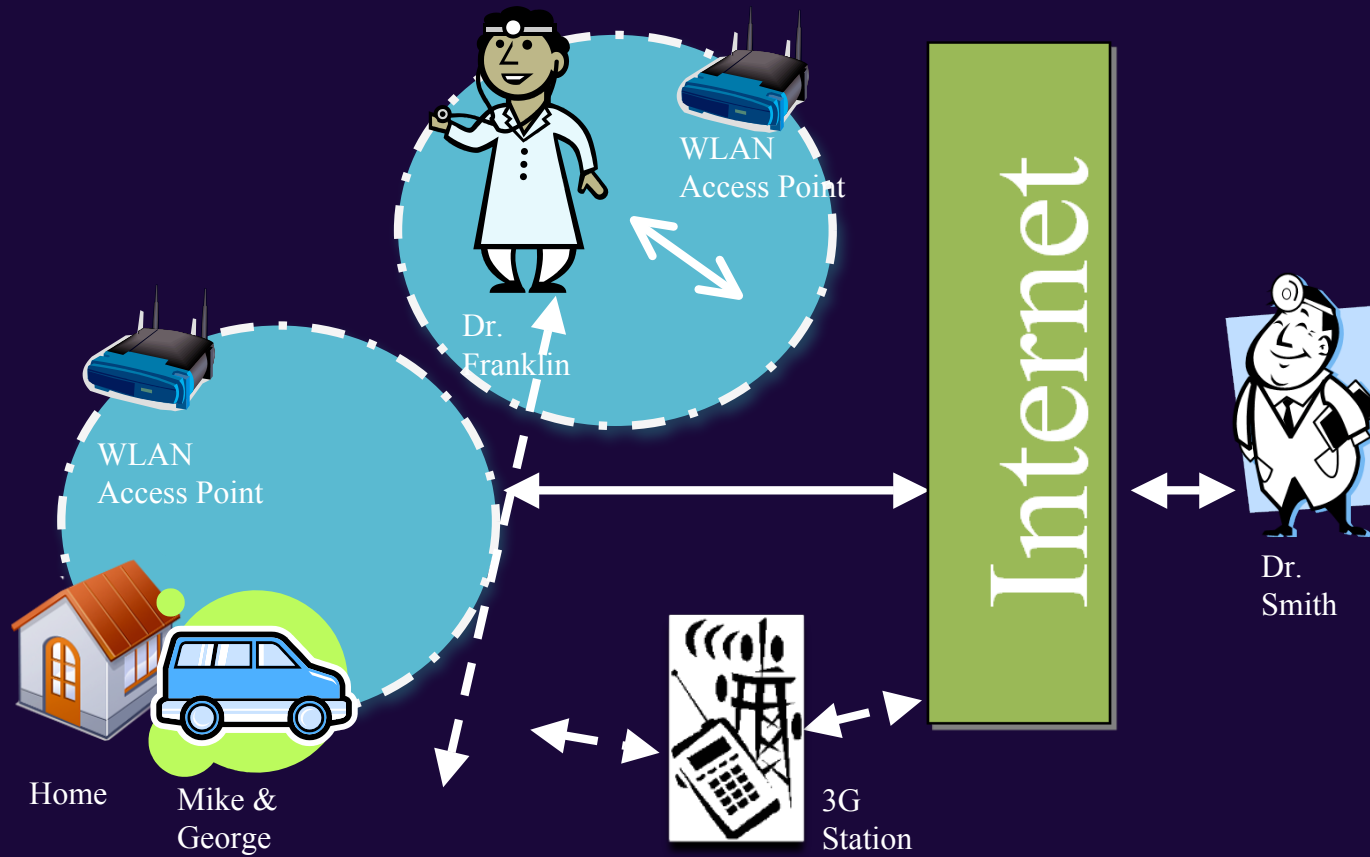 WLAN
Access Point
Dr.
Franklin
WLAN
Access Point
Internet
Dr.
Smith
Home
Mike &
George
3G
Station